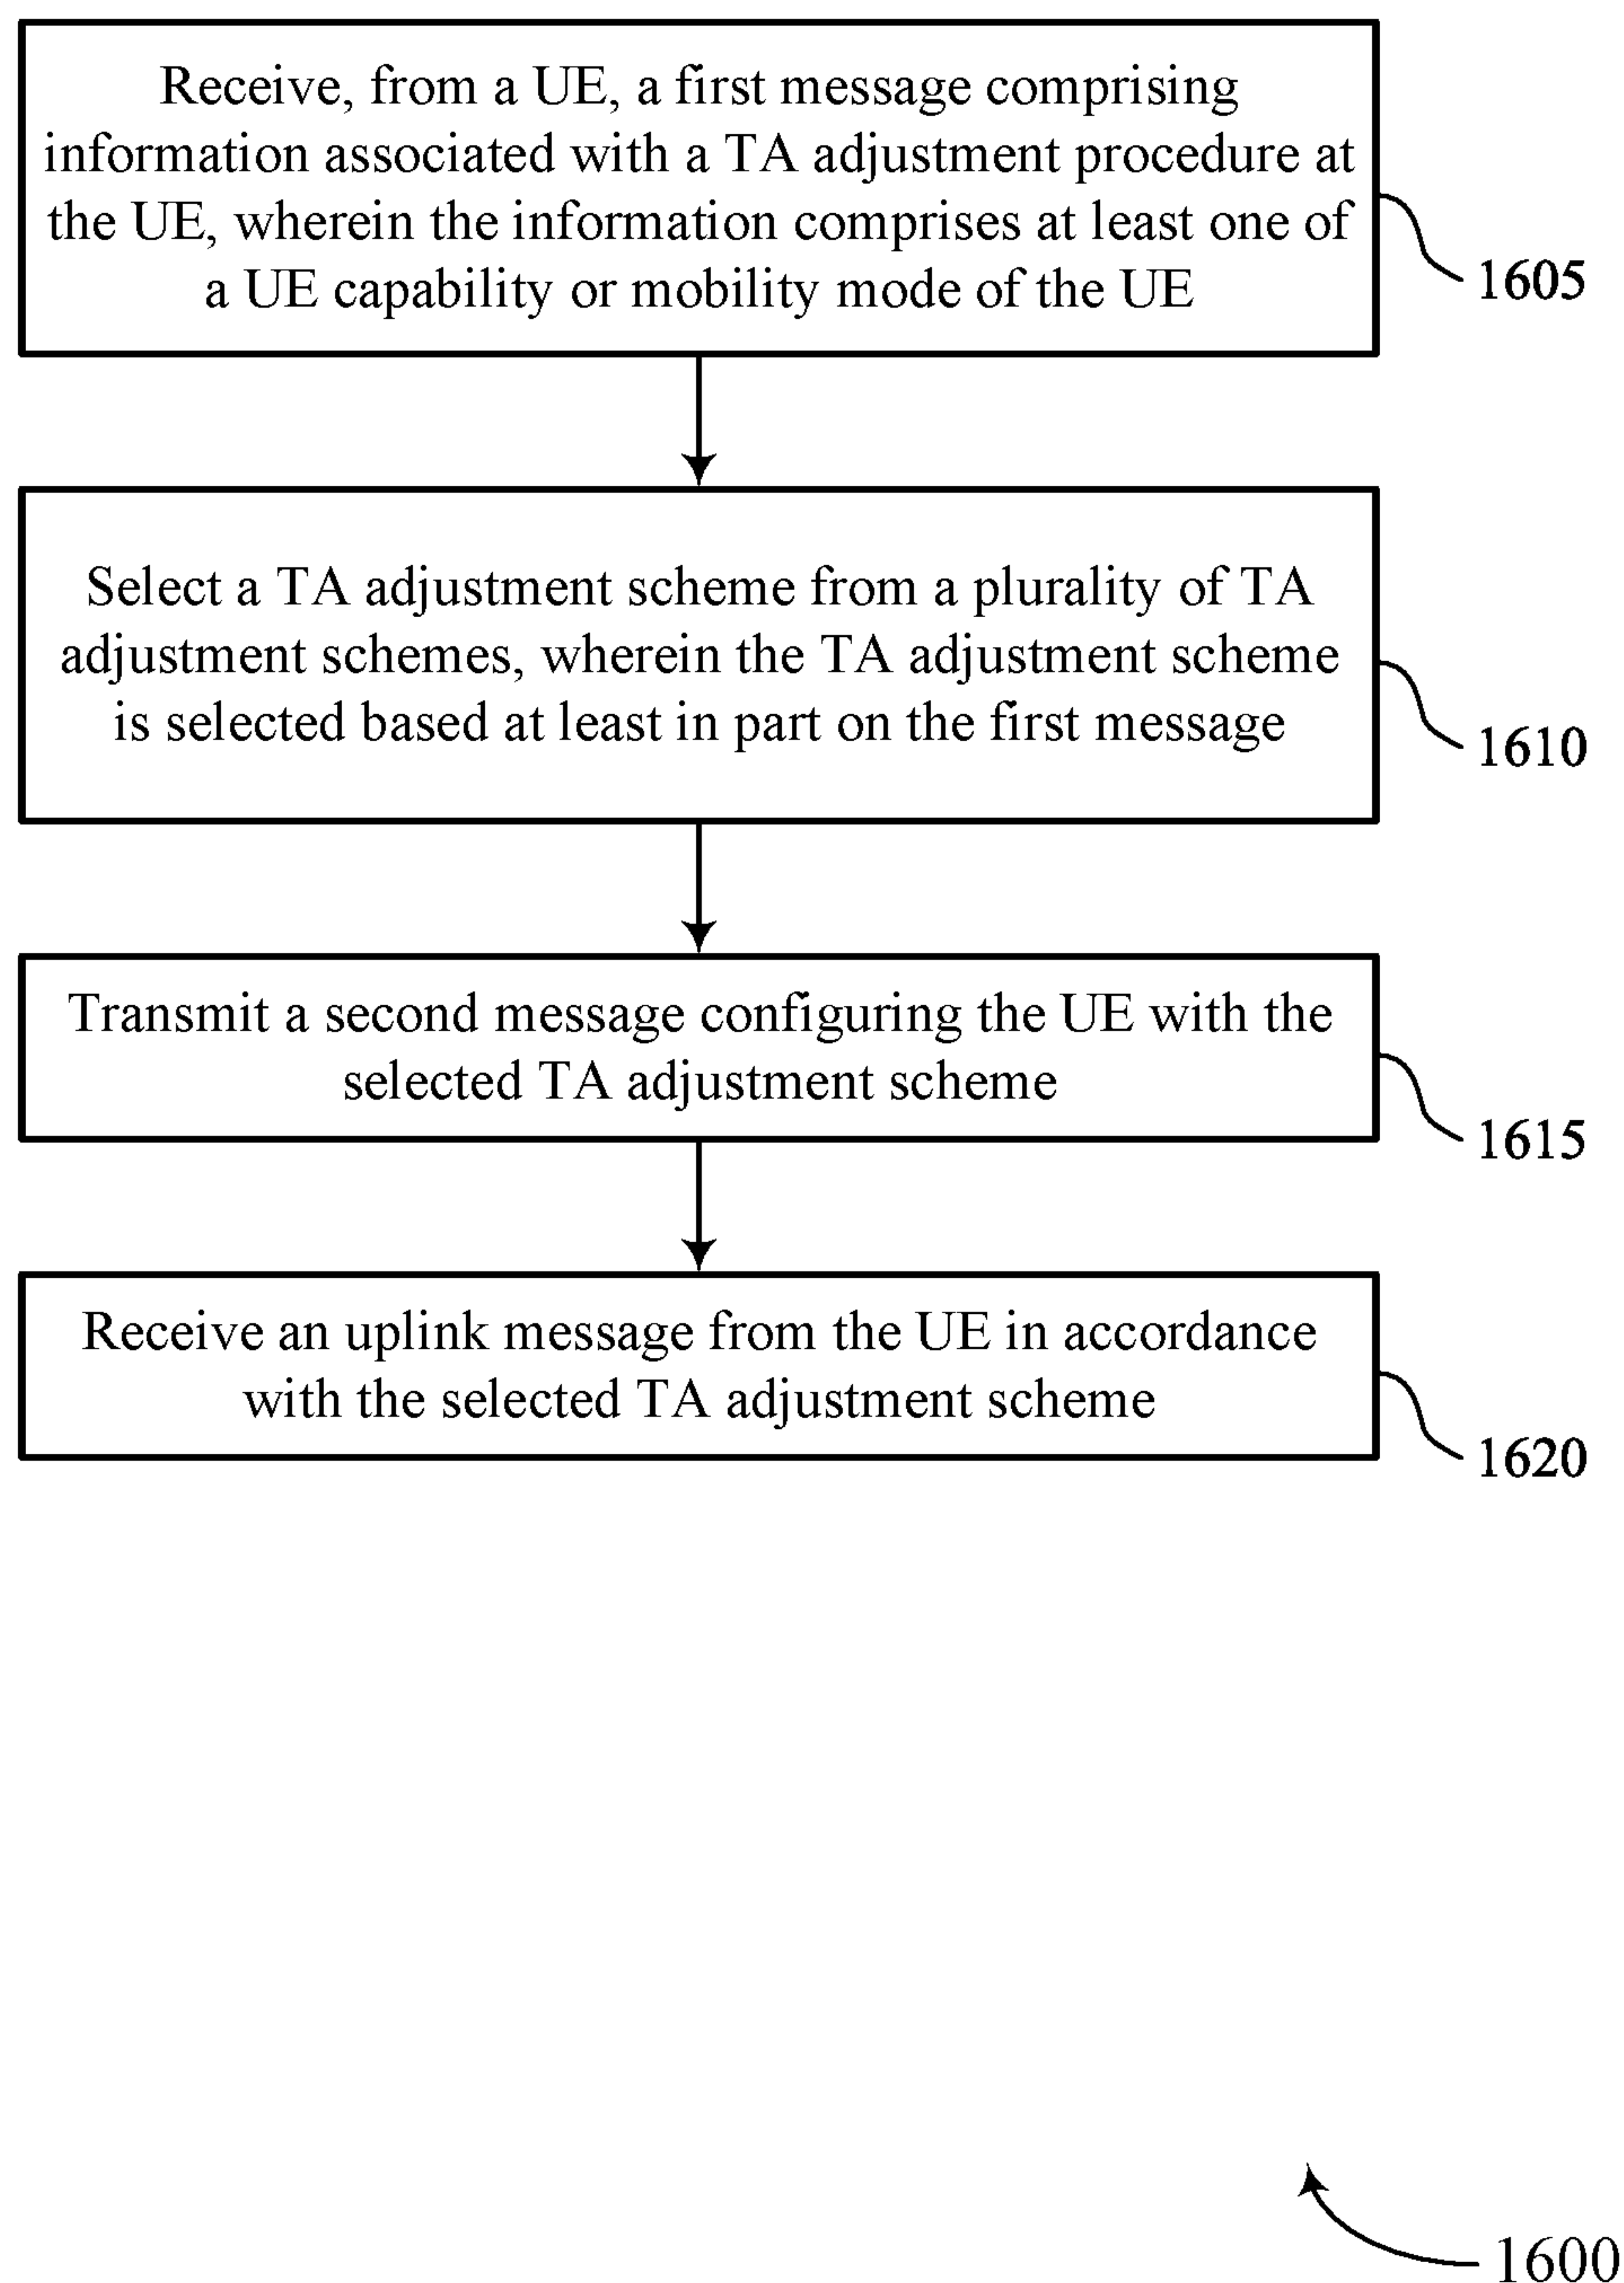 Receive, from a UE, a first message comprising
information associated with a TA adjustment procedure at
the UE, wherein the information comprises at least one of
a UE capability or mobility mode of the UE
1605
Select a TA adjustment scheme from a plurality of TA
adjustment schemes, wherein the TA adjustment scheme
is selected based at least in part on the first message
1610
Transmit a second message configuring the UE with the
selected TA adjustment scheme
1615
Receive an uplink message from the UE in accordance
with the selected TA adjustment scheme
1620
1600